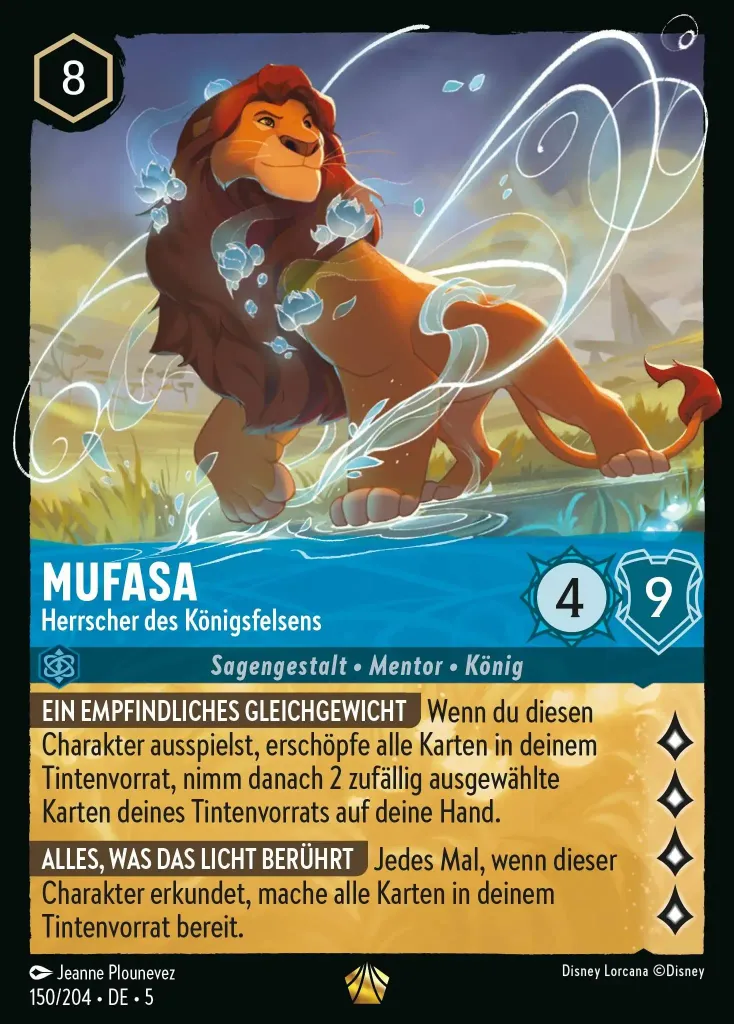 8
MUFASA
Herrscher des Königsfelsens
4
9
Sagengestalt • Mentor • König
EIN EMPFINDLICHES GLEICHGEWICHT Wenn du diesen
Charakter ausspielst, erschöpfe alle Karten in deinem
Tintenvorrat, nimm danach 2 zufällig ausgewählte
Karten deines Tintenvorrats auf deine Hand.
ALLES, WAS DAS LICHT BERÜHRT Jedes Mal, wenn dieser
Charakter erkundet, mache alle Karten in deinem
Tintenvorrat bereit.
Jeanne Plounevez
Disney Lorcana ©Disney
150/204 • DE • 5